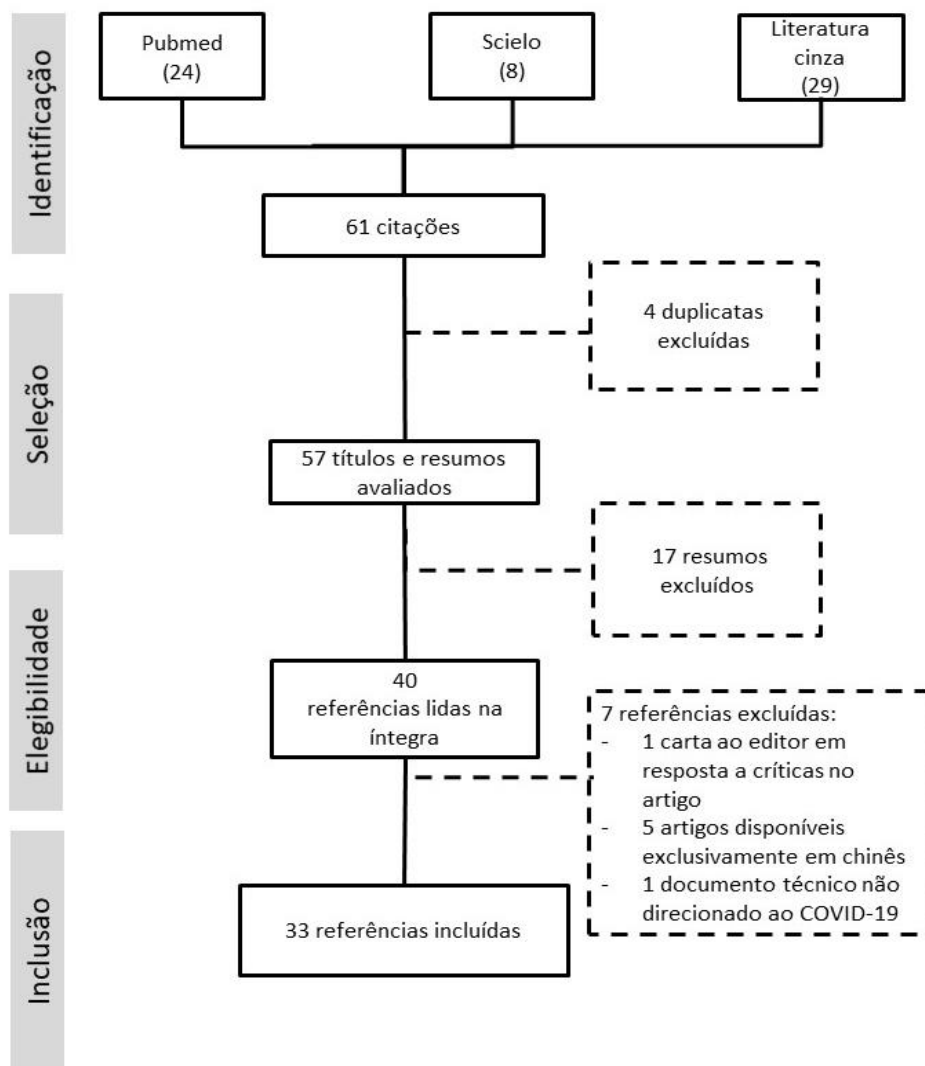 Identificação
Pubmed
(24)
Scielo
(8)
Literatura
cinza
(29)
61 citações
4 duplicatas
excluídas
Seleção
57 títulos e resumos
avaliados
17 resumos
excluídos
Elegibilidade
40
referências lidas na
íntegra
7 referências excluídas:
- 1 carta ao editor em
resposta a críticas no
artigo
- 5 artigos disponíveis
exclusivamente em chinês
- 1 documento técnico não
direcionado ao COVID-19
Inclusão
33 referências incluídas